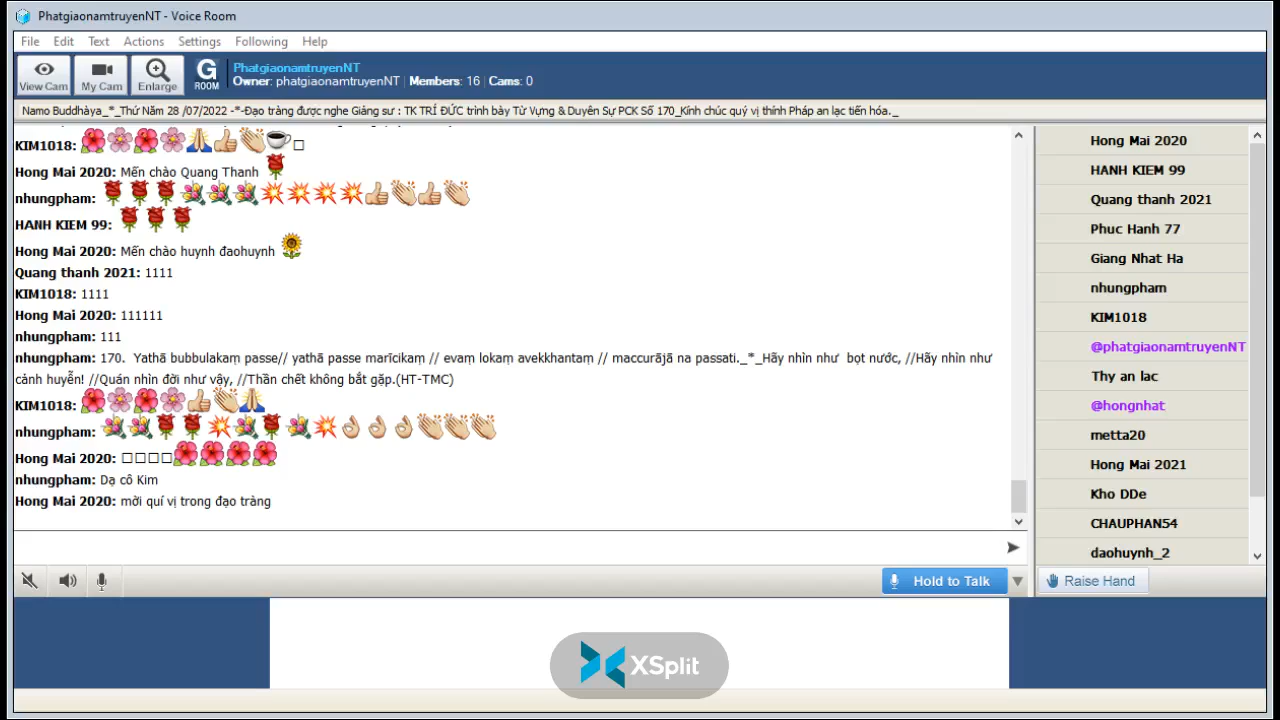 PhatgiaonamtruyenNT - Voice Room
File Edit Text Actions Settings Following Help
View Cam My Cam Enlarge G ROOM
PhatgiaonamtruyenNT
Owner: phatgiaonamtruyenNT | Members: 16 | Cams: 0
Namo Buddhàya_*_Thứ Năm 28 /07/2022 -*-Đạo tràng được nghe Giảng sư : TK TRÍ ĐỨC trình bày Từ Vựng & Duyên Sự PCK Số 170_Kính chúc quý vị thính Pháp an lạc tiến hóa._
KIM1018:
Hong Mai 2020: Mến chào Quang Thanh
nhungpham:
HANH KIEM 99:
Hong Mai 2020: Mến chào huynh đaohuynh
Quang thanh 2021: 1111
KIM1018: 1111
Hong Mai 2020: 111111
nhungpham: 111
nhungpham: 170. Yathā bubbulakaṃ passe// yathā passe marīcikaṃ // evaṃ lokaṃ avekkhantaṃ // maccurājā na passati._*_Hãy nhìn như bọt nước, //Hãy nhìn như
cảnh huyễn! //Quán nhìn đời như vậy, //Thần chết không bắt gặp.(HT-TMC)
KIM1018:
nhungpham:
Hong Mai 2020:
nhungpham: Dạ cô Kim
Hong Mai 2020: mời quí vị trong đạo tràng
Hong Mai 2020
HANH KIEM 99
Quang thanh 2021
Phuc Hanh 77
Giang Nhat Ha
nhungpham
KIM1018
@phatgiaonamtruyenNT
Thy an lac
@hongnhat
metta20
Hong Mai 2021
Kho DDe
CHAUPHAN54
daohuynh_2
Hold to Talk
Raise Hand
XSplit